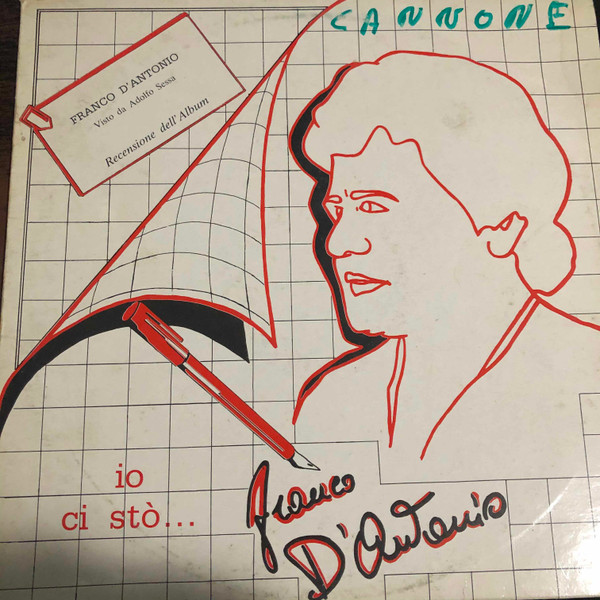 CANNONE
FRANCO D'ANTONIO
Visto da Adolfo Sessa
Recensione dell'Album
io
ci stò...
Franco
D'Antonio